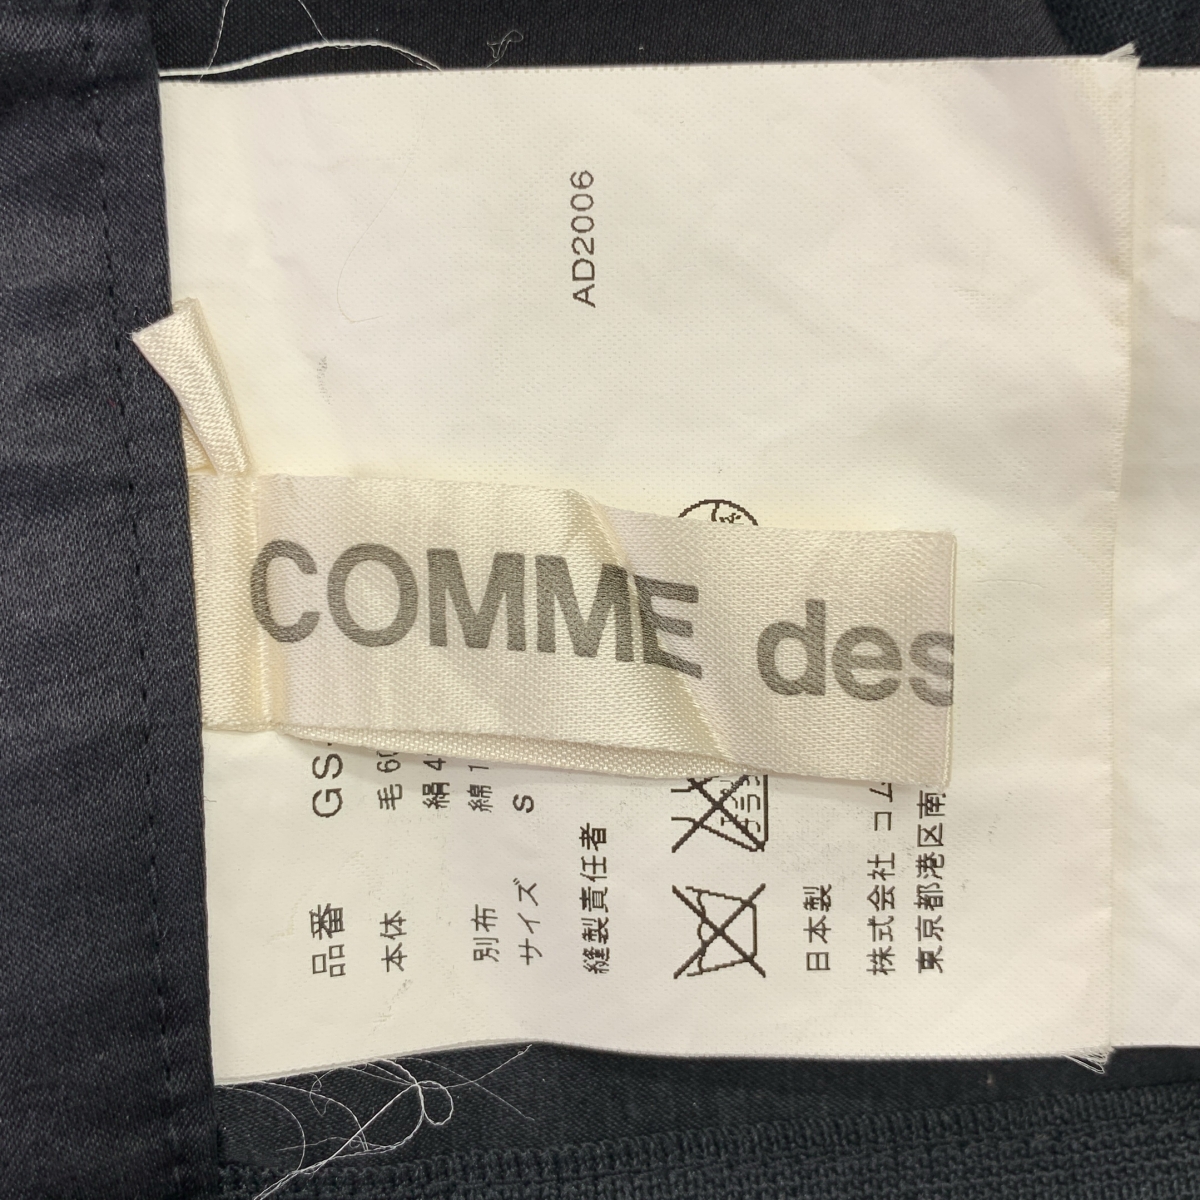 COMME des
AD2006
品番 GS-
本体 毛 6
絹 4
別布 綿 1
サイズ S
縫製責任者
日本製
株式会社 コム
東京都港区南